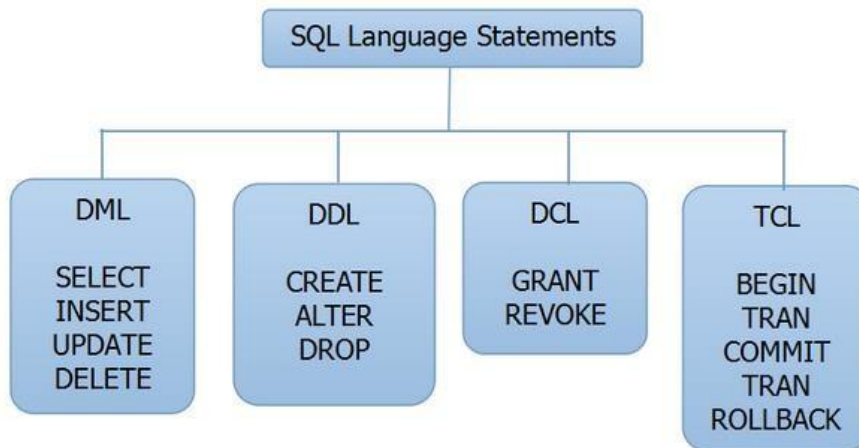 SQL Language Statements
DML
SELECT
INSERT
UPDATE
DELETE
DDL
CREATE
ALTER
DROP
DCL
GRANT
REVOKE
TCL
BEGIN
TRAN
COMMIT
TRAN
ROLLBACK